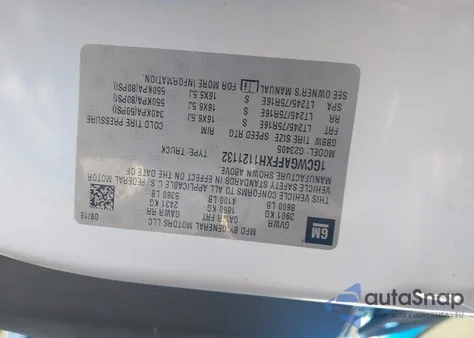 GM
MFD BY GENERAL MOTORS LLC
09/16
GVWR GAWR FRT GAWR RR
3901 KG 1860 KG 2431 KG
8600 LB 4100 LB 5360 LB
THIS VEHICLE CONFORMS TO ALL APPLICABLE U.S. FEDERAL MOTOR
VEHICLE SAFETY STANDARDS IN EFFECT ON THE DATE OF
MANUFACTURE SHOWN ABOVE.
1GCWGAFFXH1121132 TYPE:TRUCK
MODEL: G23405
GBBW TIRE SIZE SPEED RTG RIM COLD TIRE PRESSURE
FRT LT245/75R16E S 16X6.5J 340KPA(50PSI)
RR LT245/75R16E S 16X6.5J 550KPA(80PSI)
SPA LT245/75R16E S 16X6.5J 550KPA(80PSI)
SEE OWNER'S MANUAL FOR MORE INFORMATION.
autaSnap